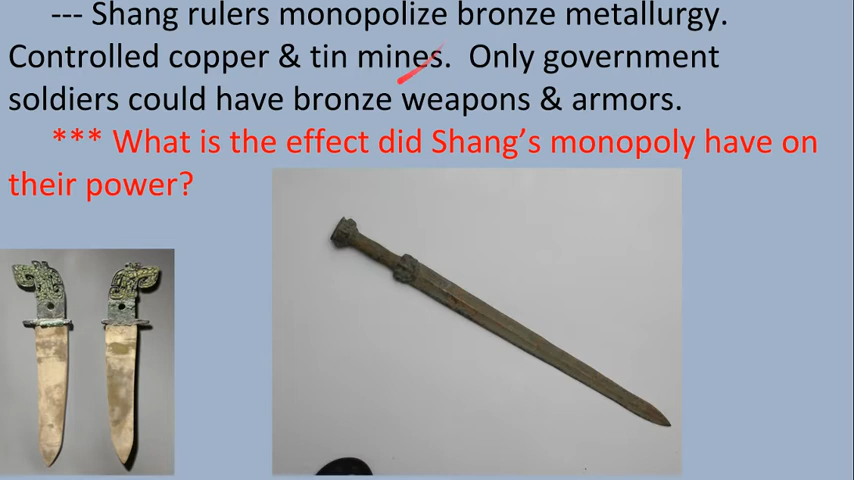 --- Shang rulers monopolize bronze metallurgy.
Controlled copper & tin mines.  Only government
soldiers could have bronze weapons & armors.
*** What is the effect did Shang’s monopoly have on
their power?